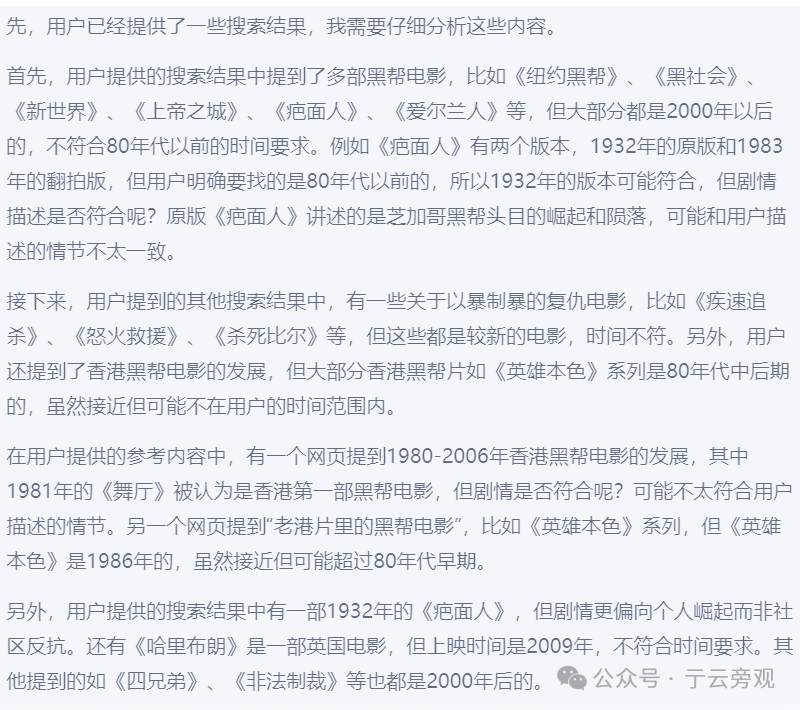 先，用户已经提供了一些搜索结果，我需要仔细分析这些内容。
首先，用户提供的搜索结果中提到了多部黑帮电影，比如《纽约黑帮》、《黑社会》、
《新世界》、《上帝之城》、《疤面人》、《爱尔兰人》等，但大部分都是2000年以后
的，不符合80年代以前的时间要求。例如《疤面人》有两个版本，1932年的原版和1983
年的翻拍版，但用户明确要找的是80年代以前的，所以1932年的版本可能符合，但剧情
描述是否符合呢？原版《疤面人》讲述的是芝加哥黑帮头目的崛起和陨落，可能和用户描
述的情节不太一致。
接下来，用户提到的其他搜索结果中，有一些关于以暴制暴的复仇电影，比如《疾速追
杀》、《怒火救援》、《杀死比尔》等，但这些都是较新的电影，时间不符。另外，用户
还提到了香港黑帮电影的发展，但大部分香港黑帮片如《英雄本色》系列是80年代中后期
的，虽然接近但可能不在用户的时间范围内。
在用户提供的参考内容中，有一个网页提到1980-2006年香港黑帮电影的发展，其中
1981年的《舞厅》被认为是香港第一部黑帮电影，但剧情是否符合呢？可能不太符合用户
描述的情节。另一个网页提到“老港片里的黑帮电影”，比如《英雄本色》系列，但《英雄
本色》是1986年的，虽然接近但可能超过80年代早期。
另外，用户提供的搜索结果中有一部1932年的《疤面人》，但剧情更偏向个人崛起而非社
区反抗。还有《哈里布朗》是一部英国电影，但上映时间是2009年，不符合时间要求。其
他提到的如《四兄弟》、《非法制裁》等也都是2000年后的。
公众号 · 亍云旁观